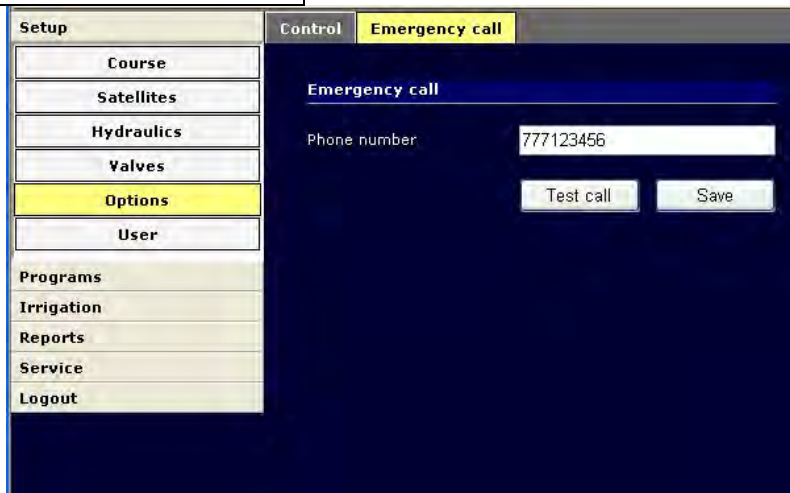 Setup
Control Emergency call
Course
Satellites
Hydraulics
Valves
Options
User
Programs
Irrigation
Reports
Service
Logout
Emergency call
Phone number 777123456
Test call Save